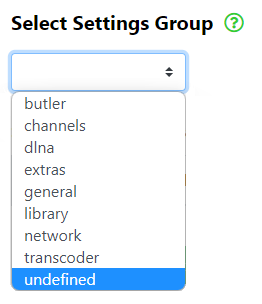 Select Settings Group ?
butler
channels
dlna
extras
general
library
network
transcoder
undefined